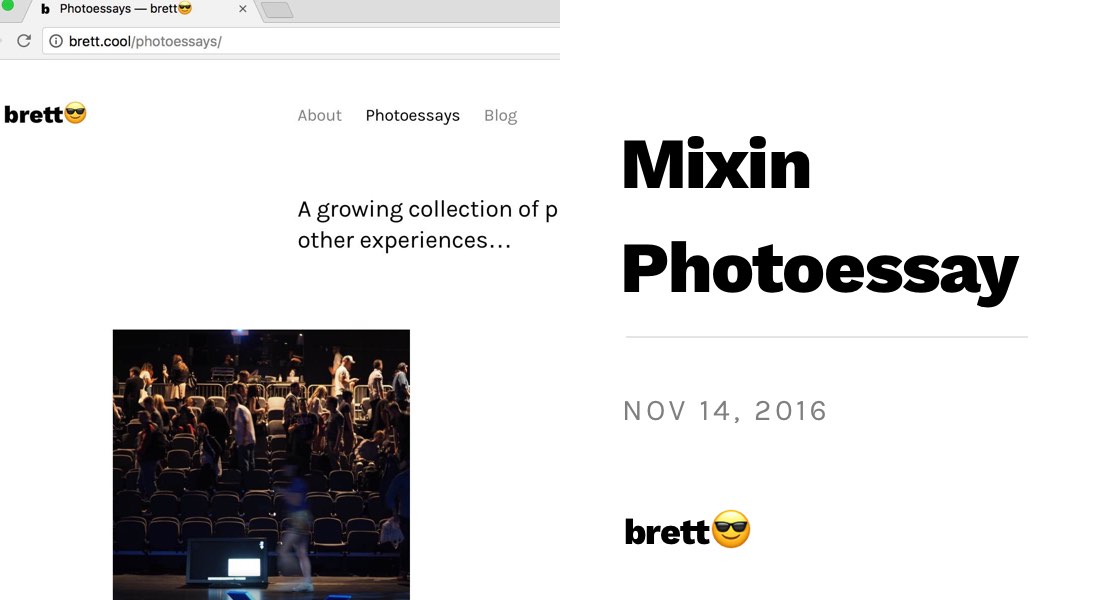 b Photoessays — brett😎
brett.cool/photoessays/
brett😎 About Photoessays Blog
A growing collection of p
other experiences…
Mixin
Photoessay
NOV 14, 2016
brett😎